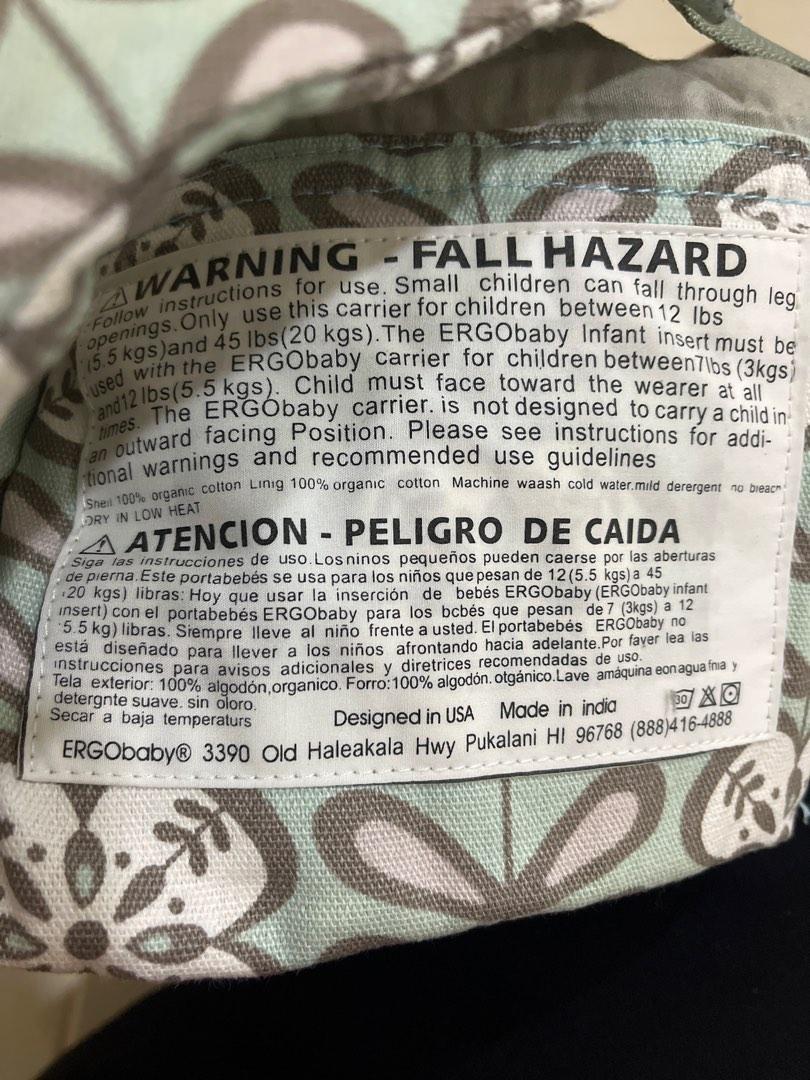 ⚠ WARNING - FALL HAZARD
Follow instructions for use. Small children can fall through leg
openings. Only use this carrier for children between 12 lbs
(5.5 kgs)and 45 lbs(20 kgs).The ERGObaby Infant insert must be
used with the ERGObaby carrier for children between7lbs (3kgs)
and12 lbs(5.5 kgs). Child must face toward the wearer at all
times. The ERGObaby carrier. is not designed to carry a child in
an outward facing Position. Please see instructions for addi-
tional warnings and recommended use guidelines
Shell 100% organic cotton Linig 100% organic cotton Machine waash cold water.mild derergent no bleach
DRY IN LOW HEAT
⚠ ATENCION - PELIGRO DE CAIDA
Siga las instrucciones de uso.Los ninos pequeños pueden caerse por las aberturas
de pierna.Este portabebés se usa para los niños que pesan de 12(5.5 kgs)a 45
(20 kgs) libras: Hoy que usar la inserción de bebés ERGObaby (ERGObaby infant
insert) con el portabebés ERGObaby para los bcbés que pesan de7 (3kgs) a 12
5.5 kg) libras. Siempre lleve al niño frente a usted. El portabebés ERGObaby no
está diseñado para llever a los niños afrontando hacia adelante.Por faver lea las
instrucciones para avisos adicionales y diretrices recomendadas de uso.
Tela exterior: 100% algodón,organico. Forro:100% algodón. otgánico.Lave amáquina eon agua fnia y
detergnte suave. sin oloro.
Secar a baja temperaturs
Designed in USA Made in india 30
ERGObaby® 3390 Old Haleakala Hwy Pukalani HI 96768 (888)416-4888